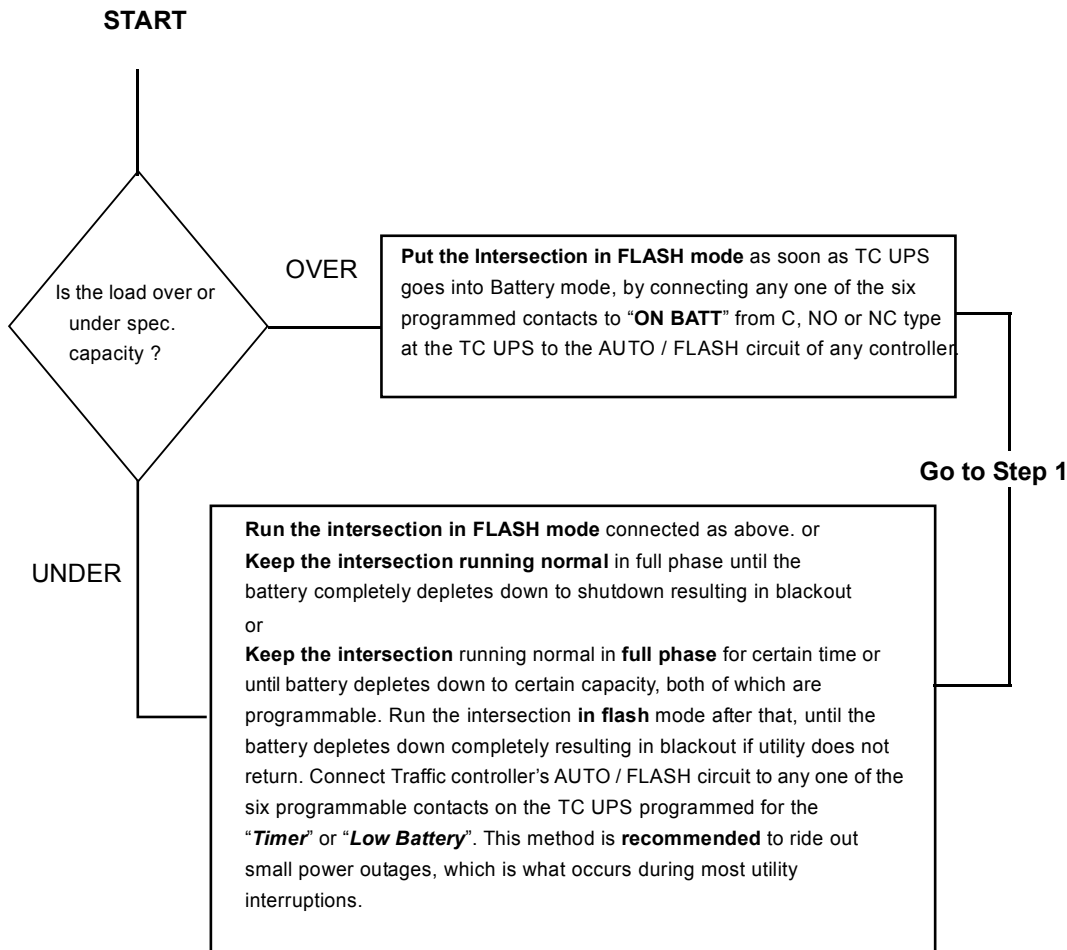 START
Is the load over or
under spec.
capacity ?
OVER
Put the Intersection in FLASH mode as soon as TC UPS
goes into Battery mode, by connecting any one of the six
programmed contacts to “ON BATT” from C, NO or NC type
at the TC UPS to the AUTO / FLASH circuit of any controller.
Go to Step 1
UNDER
Run the intersection in FLASH mode connected as above. or
Keep the intersection running normal in full phase until the
battery completely depletes down to shutdown resulting in blackout
or
Keep the intersection running normal in full phase for certain time or
until battery depletes down to certain capacity, both of which are
programmable. Run the intersection in flash mode after that, until the
battery depletes down completely resulting in blackout if utility does not
return. Connect Traffic controller’s AUTO / FLASH circuit to any one of the
six programmable contacts on the TC UPS programmed for the
“Timer” or “Low Battery”. This method is recommended to ride out
small power outages, which is what occurs during most utility
interruptions.